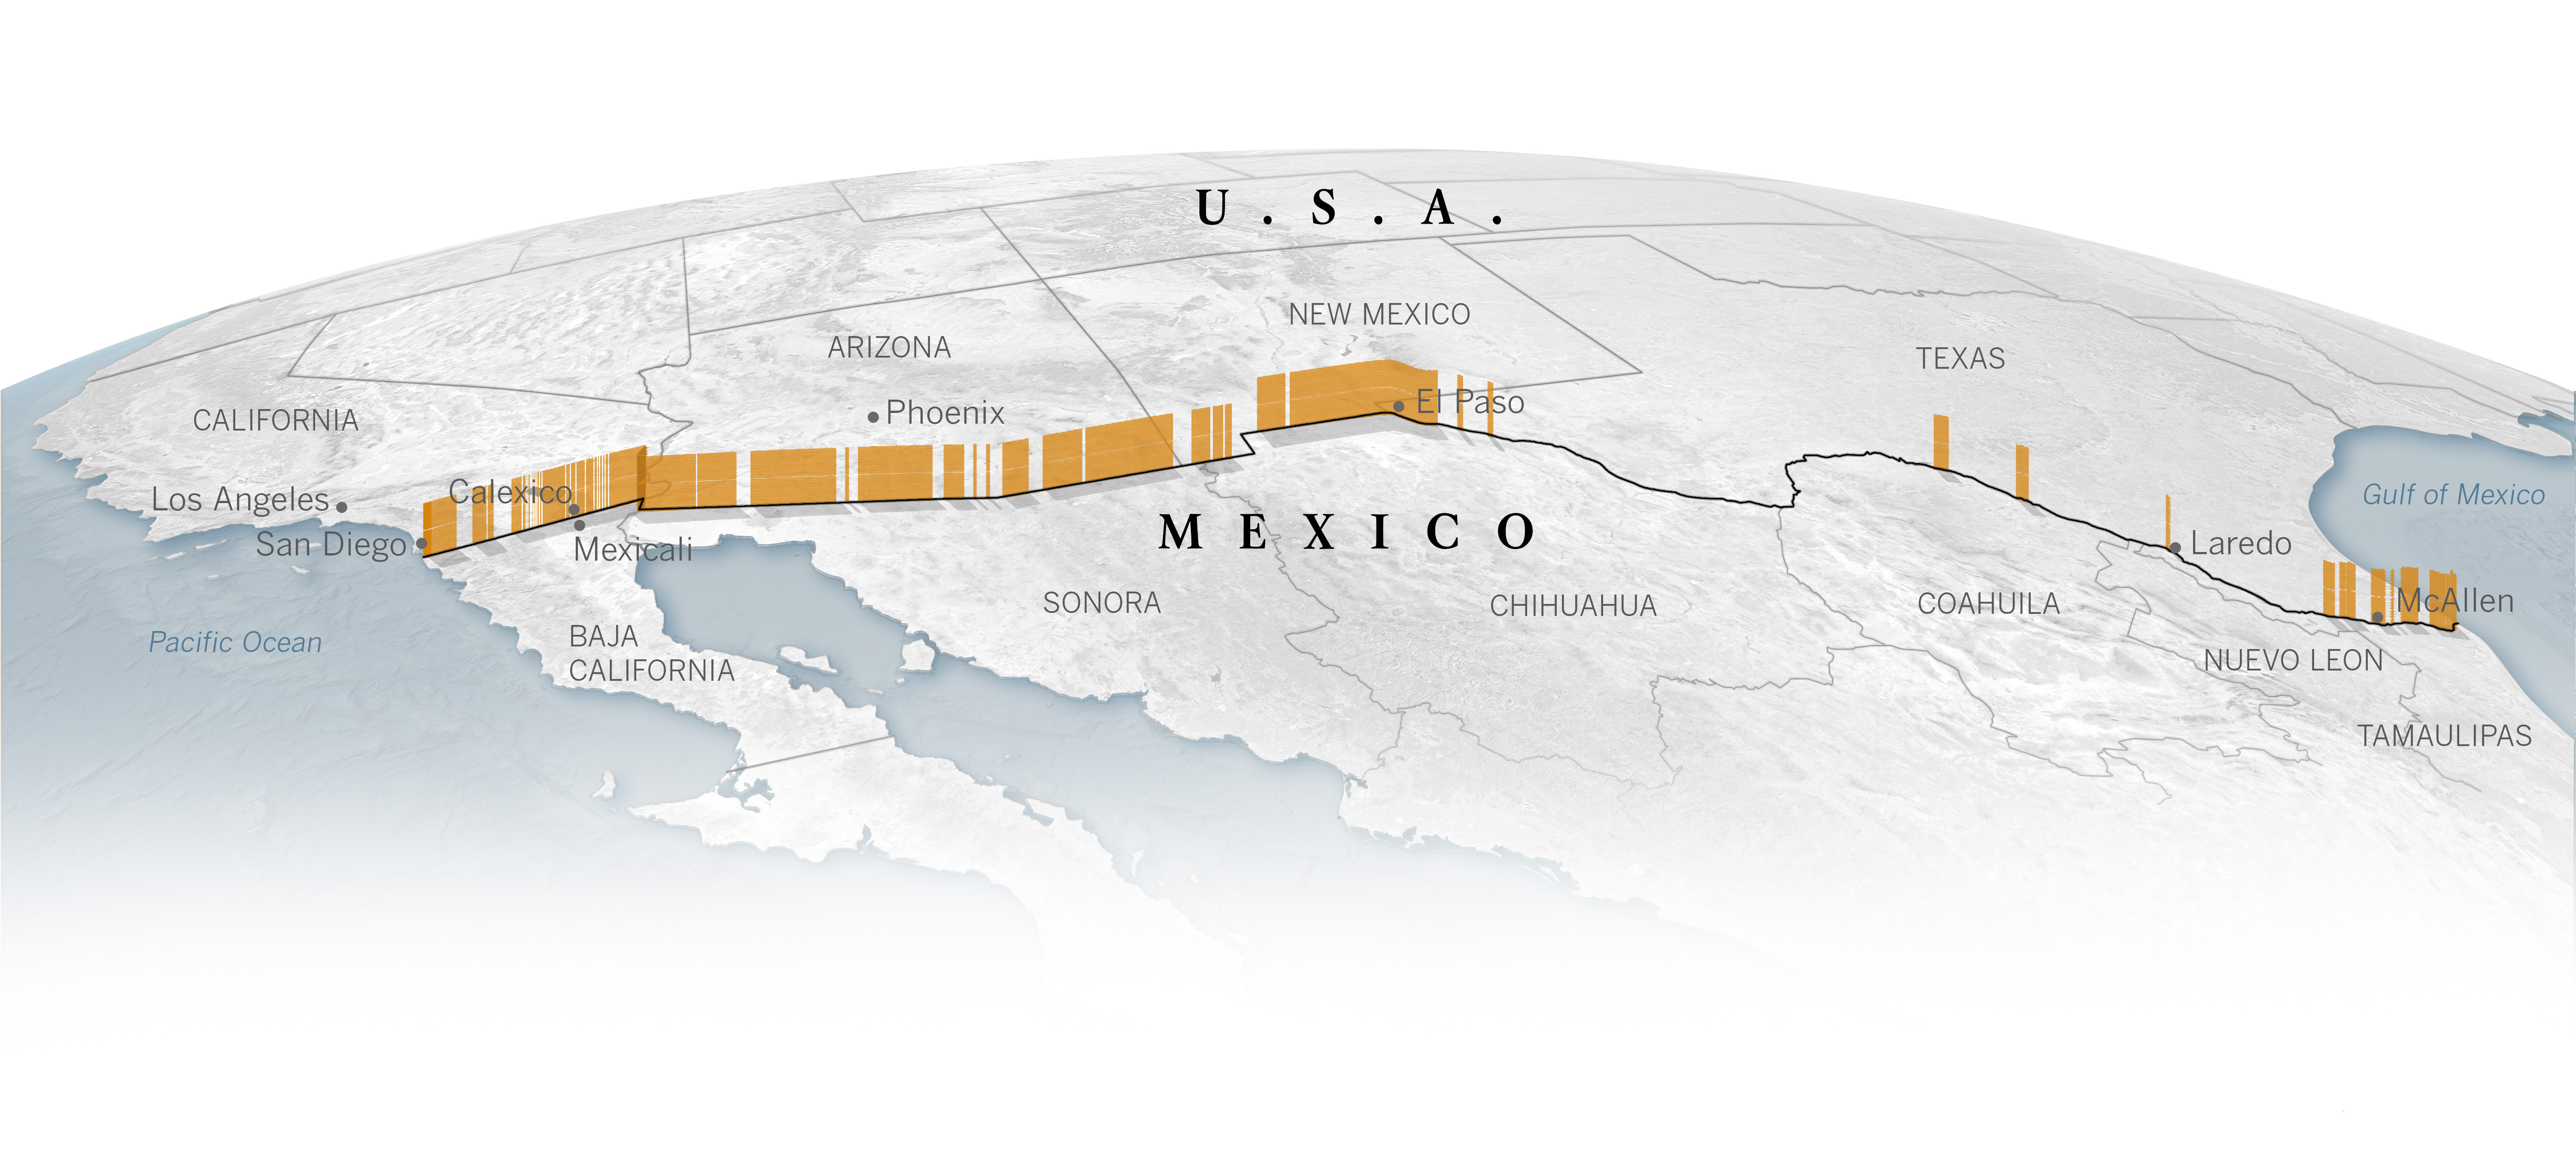 U.S.A.
NEW MEXICO
ARIZONA
TEXAS
CALIFORNIA
Phoenix
El Paso
Los Angeles
Calexico
Gulf of Mexico
San Diego
Mexicali
MEXICO
Laredo
SONORA
CHIHUAHUA
COAHUILA
McAllen
Pacific Ocean
BAJA
CALIFORNIA
NUEVO LEON
TAMAULIPAS